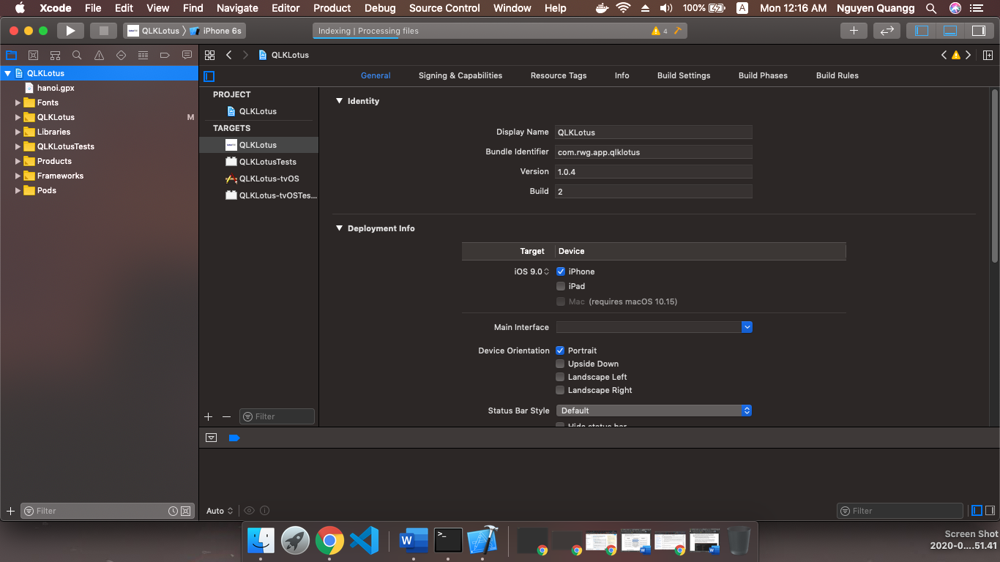 Xcode File Edit View Find Navigate Editor Product Debug Source Control Window Help 100% A Mon 12:16 AM Nguyen Quangg
QLKLotus iPhone 6s Indexing | Processing files 4
QLKLotus
QLKLotus
hanoi.gpx
Fonts
QLKLotus M
Libraries
QLKLotusTests
Products
Frameworks
Pods
Filter
General Signing & Capabilities Resource Tags Info Build Settings Build Phases Build Rules
PROJECT
QLKLotus
TARGETS
QLKLotus
QLKLotusTests
QLKLotus-tvOS
QLKLotus-tvOSTes...
Filter
Identity
Display Name QLKLotus
Bundle Identifier com.rwg.app.qlklotus
Version 1.0.4
Build 2
Deployment Info
Target Device
iOS 9.0 iPhone
iPad
Mac (requires macOS 10.15)
Main Interface
Device Orientation Portrait
Upside Down
Landscape Left
Landscape Right
Status Bar Style Default
Hide status bar
Auto Filter
Screen Shot
2020-0....51.41